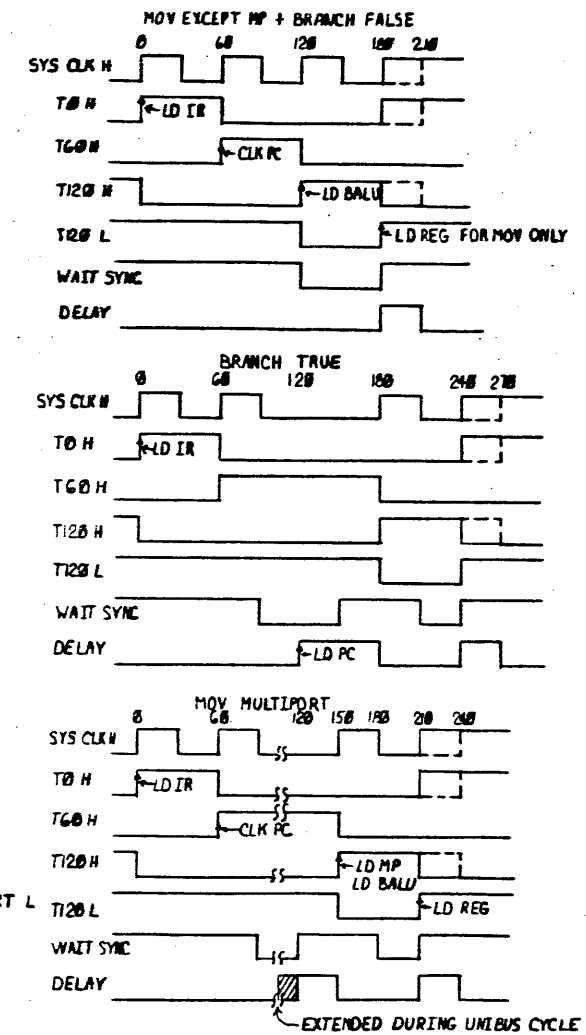 MOV EXCEPT MP + BRANCH FALSE
0 60 120 180 210
SYS CLK H
T0 H
LD IR
T60 H
CLK PC
T120 H
LD BALU
T120 L
LD REG FOR MOV ONLY
WAIT SYNC
DELAY
BRANCH TRUE
0 60 120 180 240 270
SYS CLK H
T0 H
LD IR
T60 H
T120 H
T120 L
WAIT SYNC
DELAY
LD PC
MOV MULTIPORT
0 60 120 150 180 210 240
SYS CLK H
T0 H
LD IR
T60 H
CLK PC
T120 H
LD MP
LD BALU
RT L
T120 L
LD REG
WAIT SYNC
DELAY
EXTENDED DURING UNIBUS CYCLE